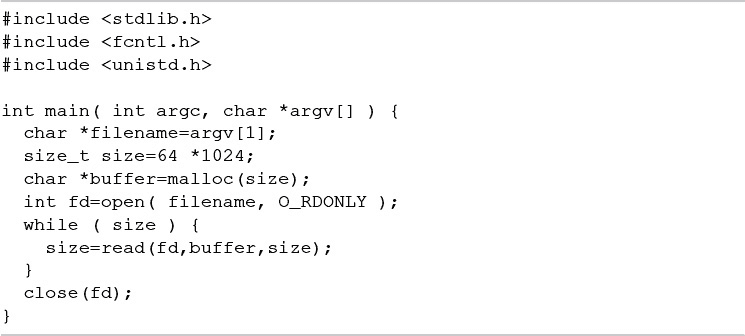 #include <stdlib.h>
#include <fcntl.h>
#include <unistd.h>

int main( int argc, char *argv[] ) {
  char *filename=argv[1];
  size_t size=64 *1024;
  char *buffer=malloc(size);
  int fd=open( filename, O_RDONLY );
  while ( size ) {
    size=read(fd,buffer,size);
  }
  close(fd);
}